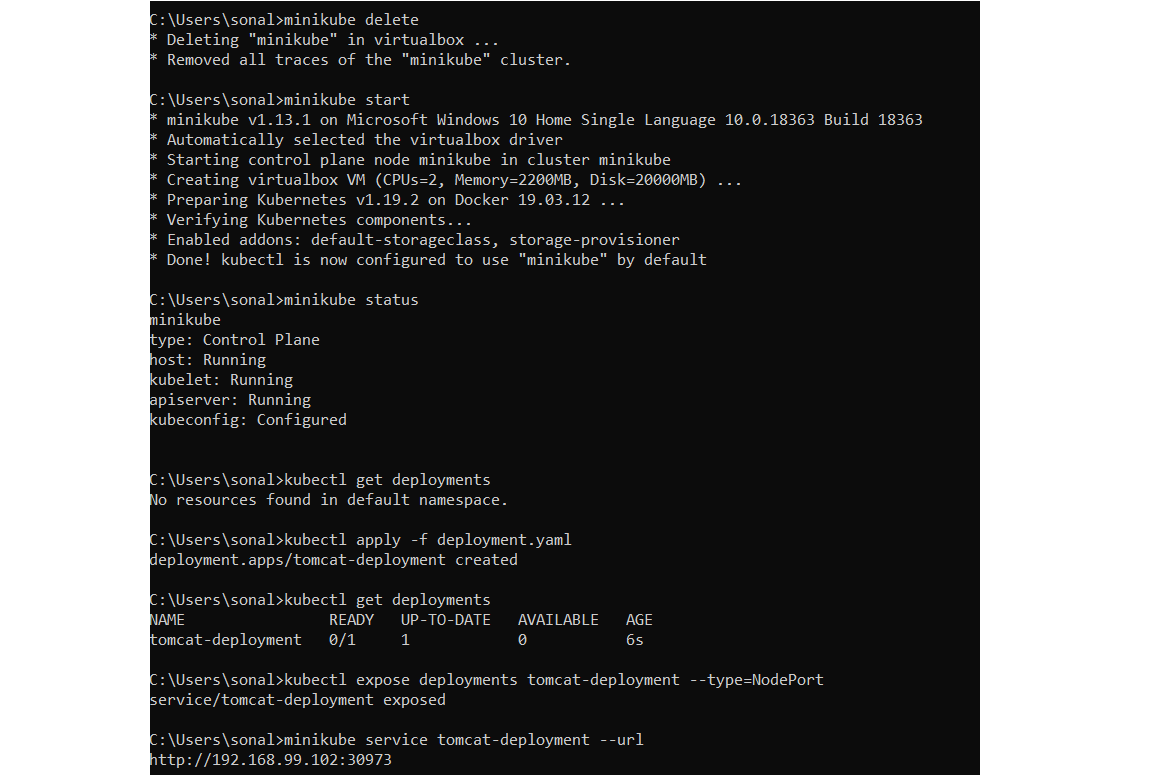 C:\Users\sonal>minikube delete
* Deleting "minikube" in virtualbox ...
* Removed all traces of the "minikube" cluster.
C:\Users\sonal>minikube start
* minikube v1.13.1 on Microsoft Windows 10 Home Single Language 10.0.18363 Build 18363
* Automatically selected the virtualbox driver
* Starting control plane node minikube in cluster minikube
* Creating virtualbox VM (CPUs=2, Memory=2200MB, Disk=20000MB) ...
* Preparing Kubernetes v1.19.2 on Docker 19.03.12 ...
* Verifying Kubernetes components...
* Enabled addons: default-storageclass, storage-provisioner
* Done! kubectl is now configured to use "minikube" by default
C:\Users\sonal>minikube status
minikube
type: Control Plane
host: Running
kubelet: Running
apiserver: Running
kubeconfig: Configured
C:\Users\sonal>kubectl get deployments
No resources found in default namespace.
C:\Users\sonal>kubectl apply -f deployment.yaml
deployment.apps/tomcat-deployment created
C:\Users\sonal>kubectl get deployments
NAME                READY   UP-TO-DATE   AVAILABLE   AGE
tomcat-deployment   0/1     1            0           6s
C:\Users\sonal>kubectl expose deployments tomcat-deployment --type=NodePort
service/tomcat-deployment exposed
C:\Users\sonal>minikube service tomcat-deployment --url
http://192.168.99.102:30973